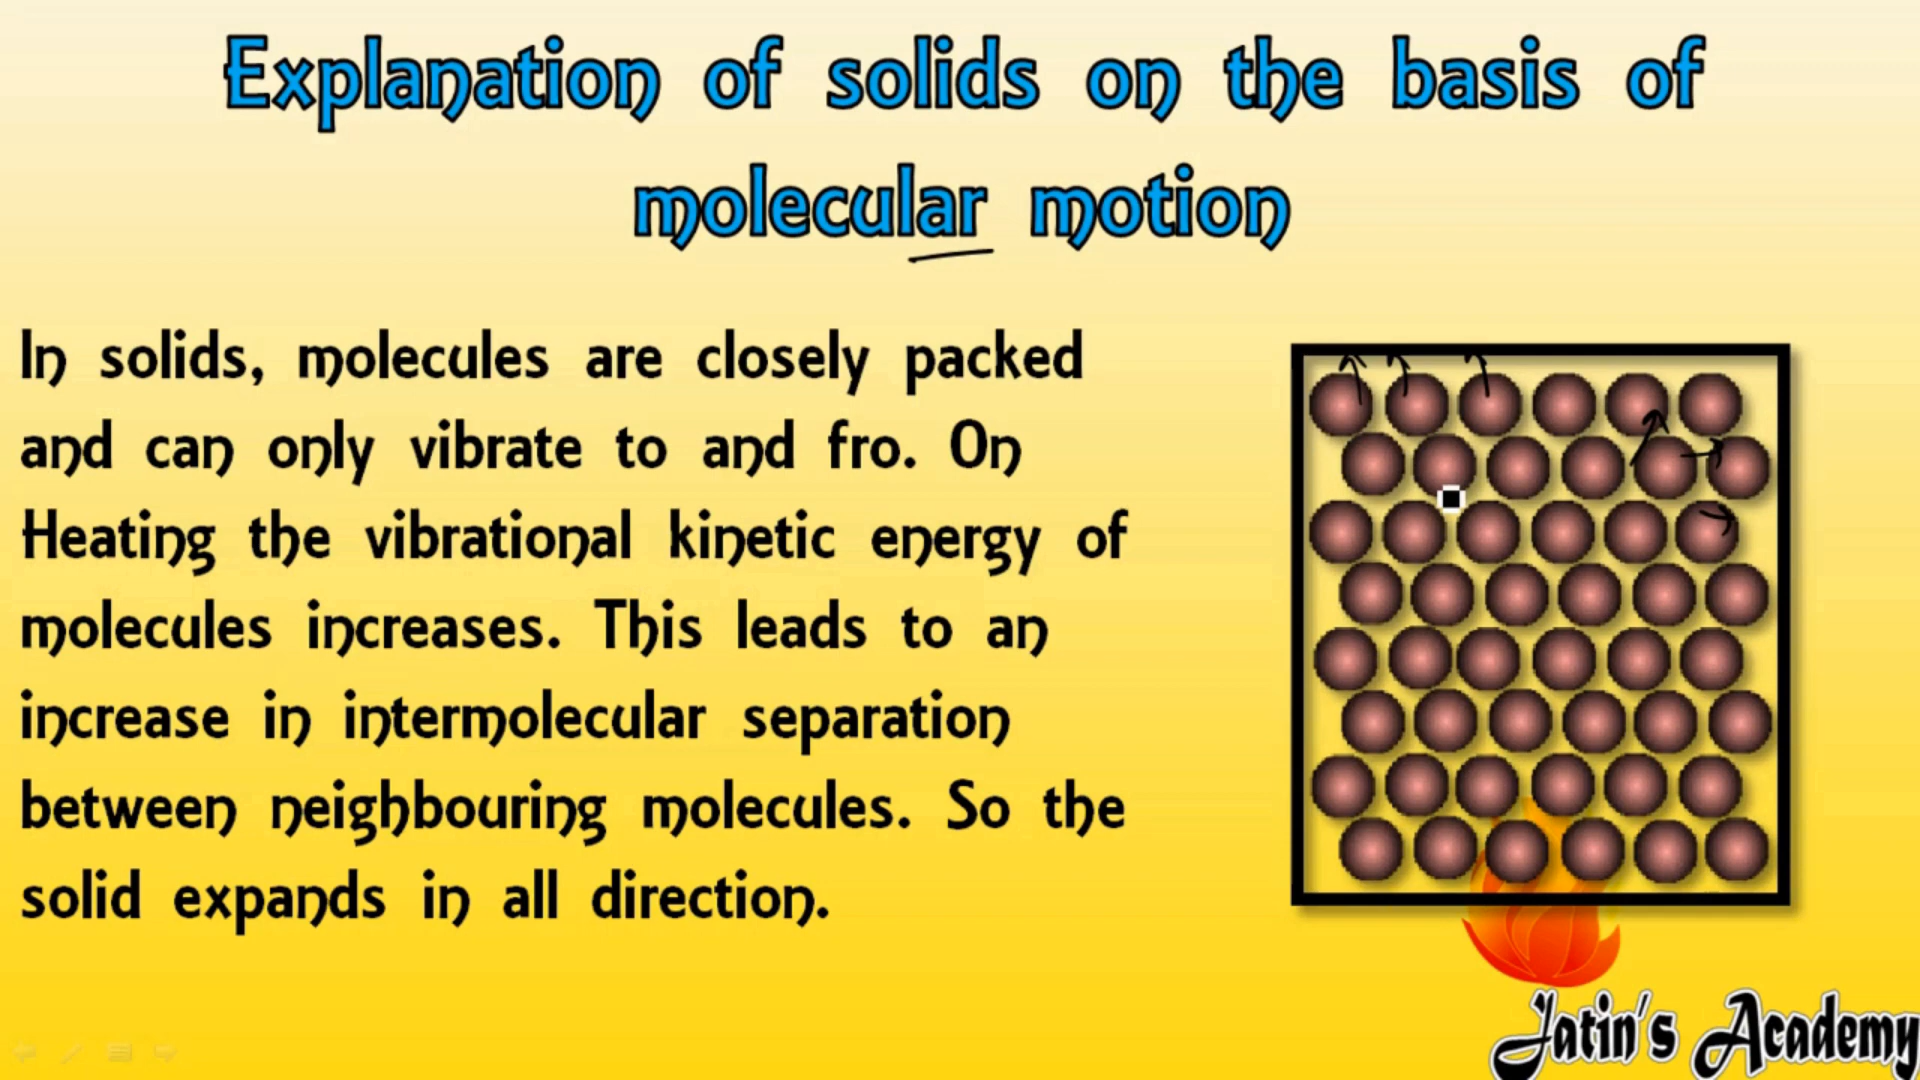 Explanation of solids on the basis of
molecular motion
In solids, molecules are closely packed
and can only vibrate to and fro. On
Heating the vibrational kinetic energy of
molecules increases. This leads to an
increase in intermolecular separation
between neighbouring molecules. So the
solid expands in all direction.
Jatin's Academy